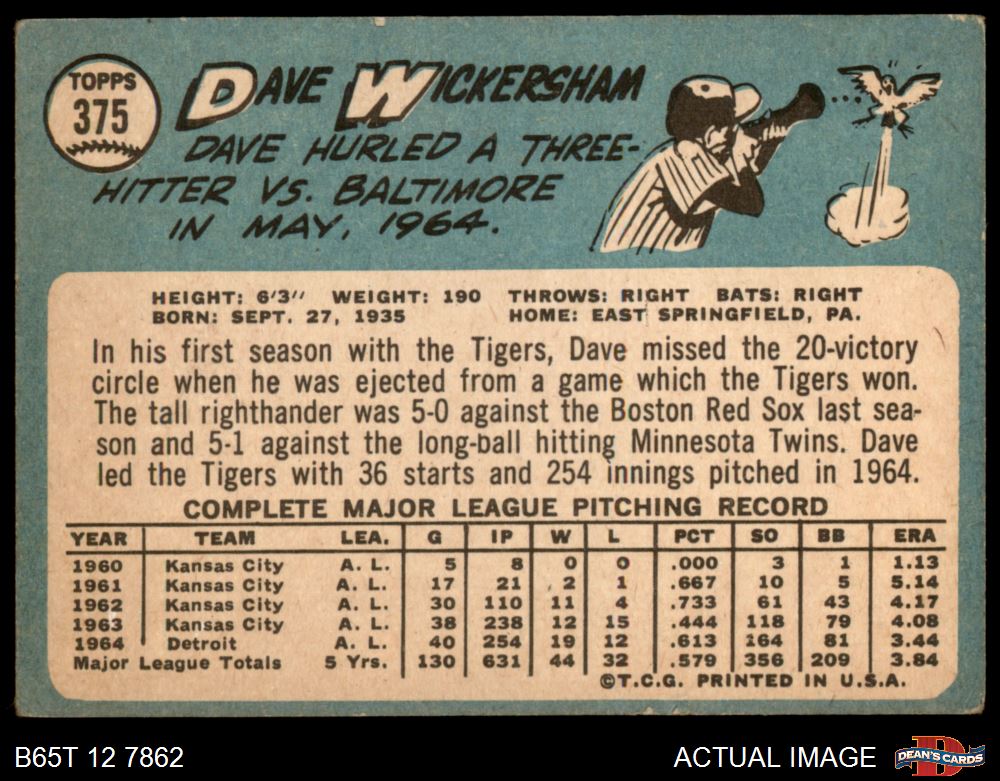 TOPPS
375
DAVE WICKERSHAM
DAVE HURLED A THREE-
HITTER VS. BALTIMORE
IN MAY, 1964.
HEIGHT: 6'3" WEIGHT: 190 THROWS: RIGHT BATS: RIGHT
BORN: SEPT. 27, 1935 HOME: EAST SPRINGFIELD, PA.
In his first season with the Tigers, Dave missed the 20-victory
circle when he was ejected from a game which the Tigers won.
The tall righthander was 5-0 against the Boston Red Sox last sea-
son and 5-1 against the long-ball hitting Minnesota Twins. Dave
led the Tigers with 36 starts and 254 innings pitched in 1964.
COMPLETE MAJOR LEAGUE PITCHING RECORD
YEAR TEAM LEA. G IP W L PCT SO BB ERA
1960 Kansas City A. L. 5 8 0 0 .000 3 1 1.13
1961 Kansas City A. L. 17 21 2 1 .667 10 5 5.14
1962 Kansas City A. L. 30 110 11 4 .733 61 43 4.17
1963 Kansas City A. L. 38 238 12 15 .444 118 79 4.08
1964 Detroit A. L. 40 254 19 12 .613 164 81 3.44
Major League Totals 5 Yrs. 130 631 44 32 .579 356 209 3.84
©T.C.G. PRINTED IN U.S.A.
B65T 12 7862
ACTUAL IMAGE
DEAN'S CARDS